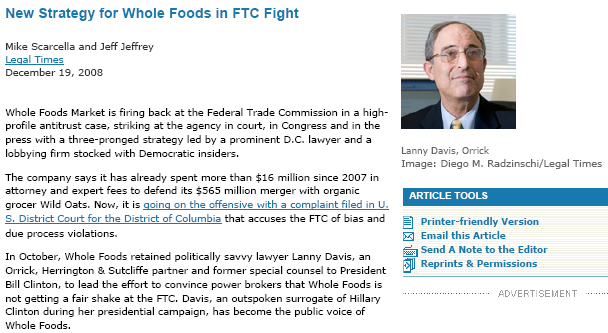 New Strategy for Whole Foods in FTC Fight
Mike Scarcella and Jeff Jeffrey
Legal Times
December 19, 2008
Whole Foods Market is firing back at the Federal Trade Commission in a high-
profile antitrust case, striking at the agency in court, in Congress and in the
press with a three-pronged strategy led by a prominent D.C. lawyer and a
lobbying firm stocked with Democratic insiders.
The company says it has already spent more than $16 million since 2007 in
attorney and expert fees to defend its $565 million merger with organic
grocer Wild Oats. Now, it is going on the offensive with a complaint filed in U.
S. District Court for the District of Columbia that accuses the FTC of bias and
due process violations.
In October, Whole Foods retained politically savvy lawyer Lanny Davis, an
Orrick, Herrington & Sutcliffe partner and former special counsel to President
Bill Clinton, to lead the effort to convince power brokers that Whole Foods is
not getting a fair shake at the FTC. Davis, an outspoken surrogate of Hillary
Clinton during her presidential campaign, has become the public voice of
Whole Foods.
Lanny Davis, Orrick
Image: Diego M. Radzinschi/Legal Times
ARTICLE TOOLS
Printer-friendly Version
Email this Article
Send A Note to the Editor
Reprints & Permissions
ADVERTISEMENT